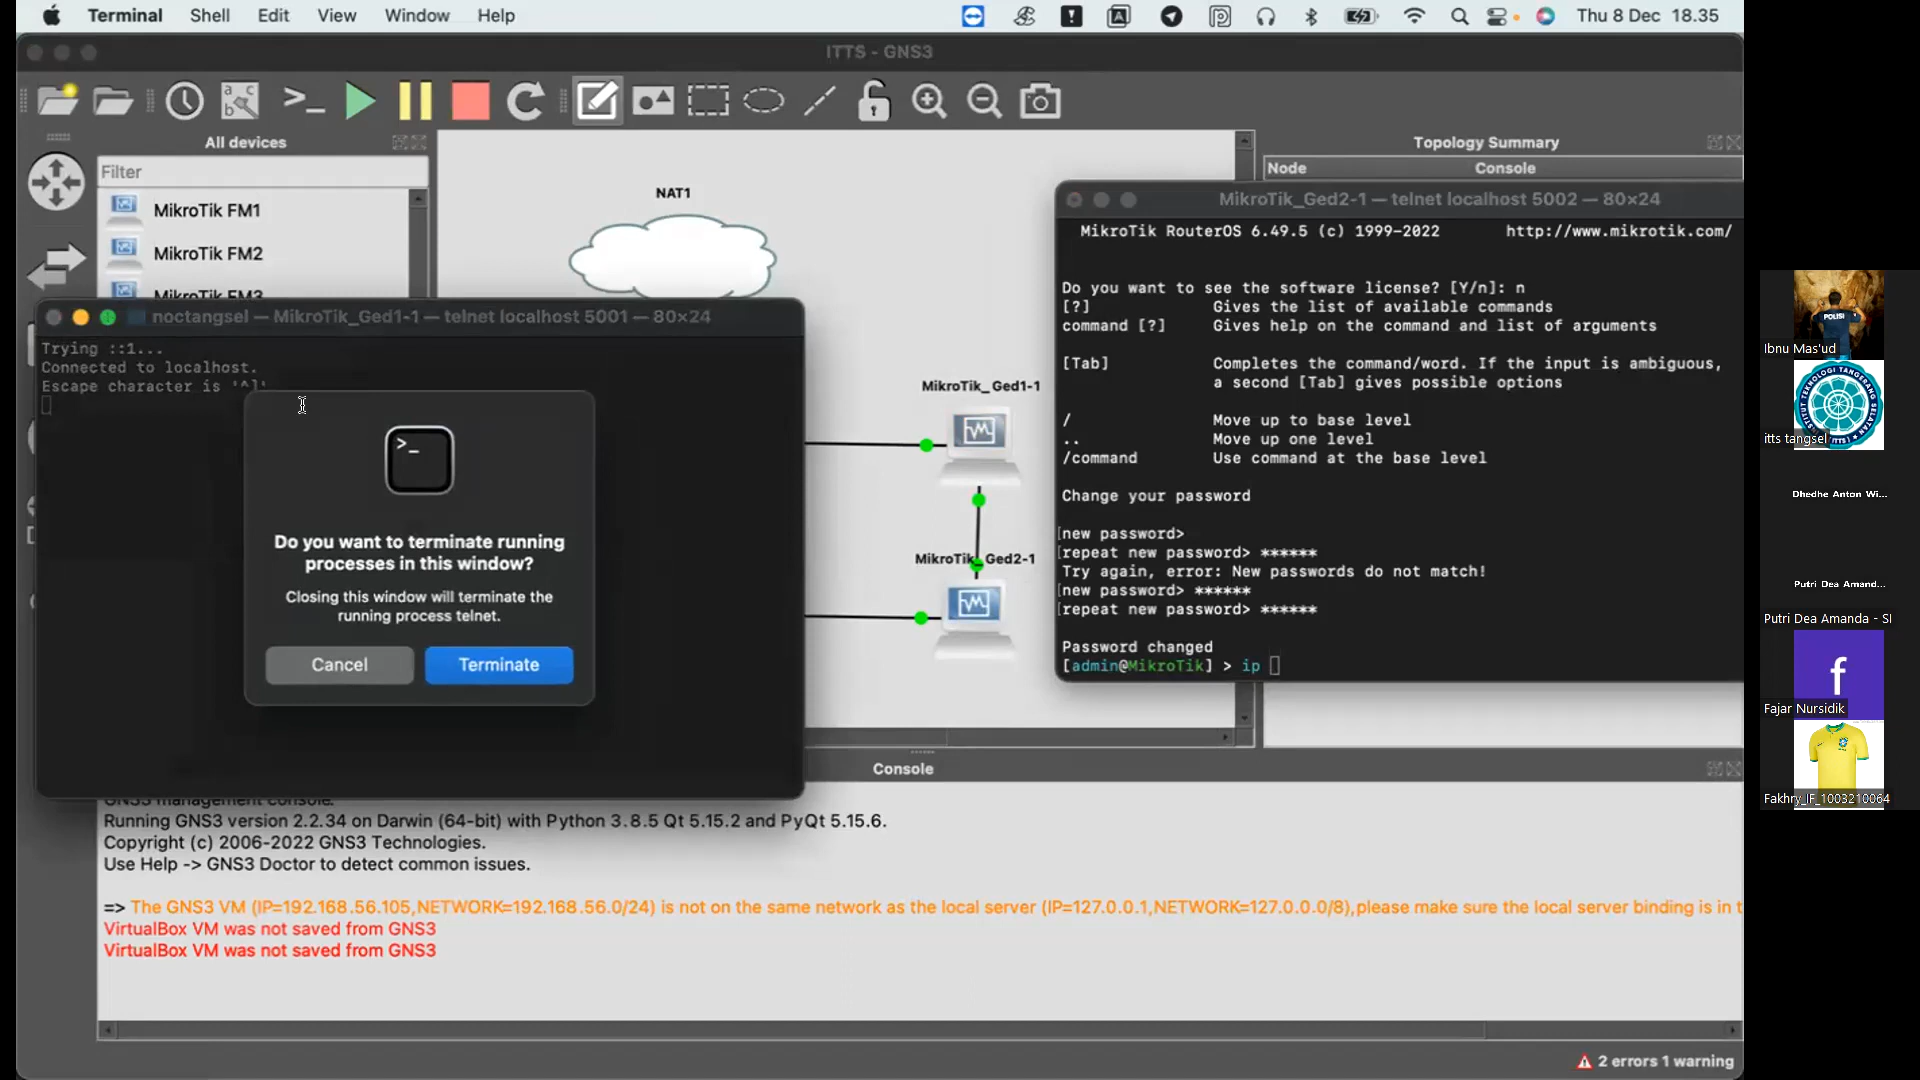 Terminal Shell Edit View Window Help
Thu 8 Dec 18.35
ITTS - GNS3
All devices
Filter
MikroTik FM1
MikroTik FM2
MikroTik FM3
NAT1
MikroTik_Ged1-1
MikroTik_Ged2-1
Topology Summary
Node Console
noctangsel — MikroTik_Ged1-1 — telnet localhost 5001 — 80×24
Trying ::1...
Connected to localhost.
Escape character is '^]'
>_
Do you want to terminate running
processes in this window?
Closing this window will terminate the
running process telnet.
Cancel Terminate
MikroTik_Ged2-1 — telnet localhost 5002 — 80×24
MikroTik RouterOS 6.49.5 (c) 1999-2022 http://www.mikrotik.com/
Do you want to see the software license? [Y/n]: n
[?] Gives the list of available commands
command [?] Gives help on the command and list of arguments
[Tab] Completes the command/word. If the input is ambiguous,
a second [Tab] gives possible options
/ Move up to base level
.. Move up one level
/command Use command at the base level
Change your password
[new password>
[repeat new password> ******
Try again, error: New passwords do not match!
[new password> ******
[repeat new password> ******
Password changed
[admin@MikroTik] > ip
Console
GNS3 management console.
Running GNS3 version 2.2.34 on Darwin (64-bit) with Python 3.8.5 Qt 5.15.2 and PyQt 5.15.6.
Copyright (c) 2006-2022 GNS3 Technologies.
Use Help -> GNS3 Doctor to detect common issues.
=> The GNS3 VM (IP=192.168.56.105,NETWORK=192.168.56.0/24) is not on the same network as the local server (IP=127.0.0.1,NETWORK=127.0.0.0/8),please make sure the local server binding is in t
VirtualBox VM was not saved from GNS3
VirtualBox VM was not saved from GNS3
2 errors 1 warning
POLISI
Ibnu Mas'ud
itts tangsel
Dhedhe Anton Wi...
Putri Dea Amand...
Putri Dea Amanda - SI
f
Fajar Nursidik
Fakhry_IF_1003210064